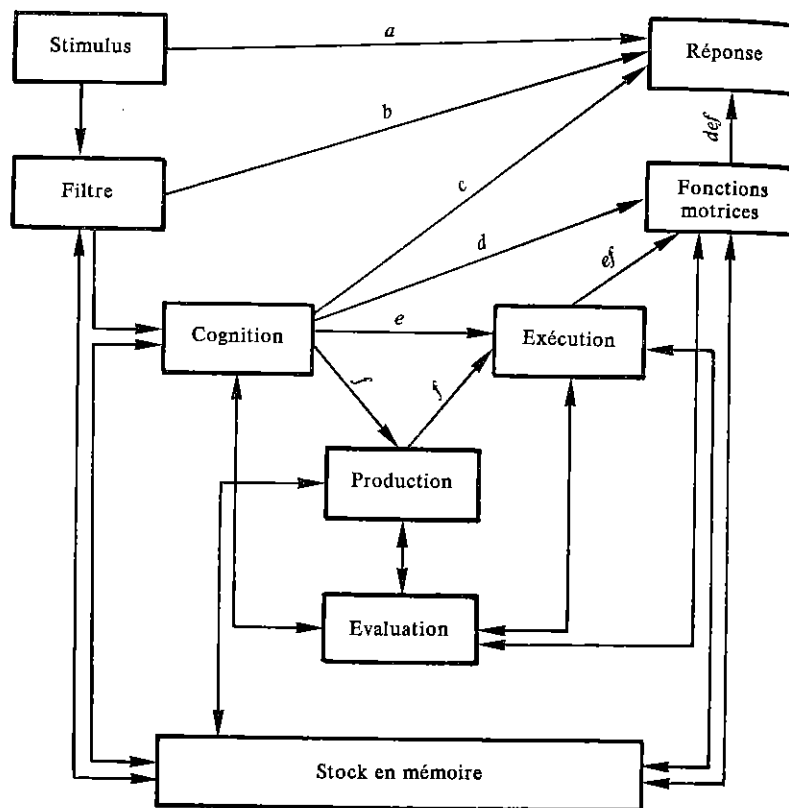 Stimulus
a
Réponse
b
def
Filtre
c
Fonctions
motrices
d
ef
Cognition
e
Exécution
f
f
Production
Evaluation
Stock en mémoire